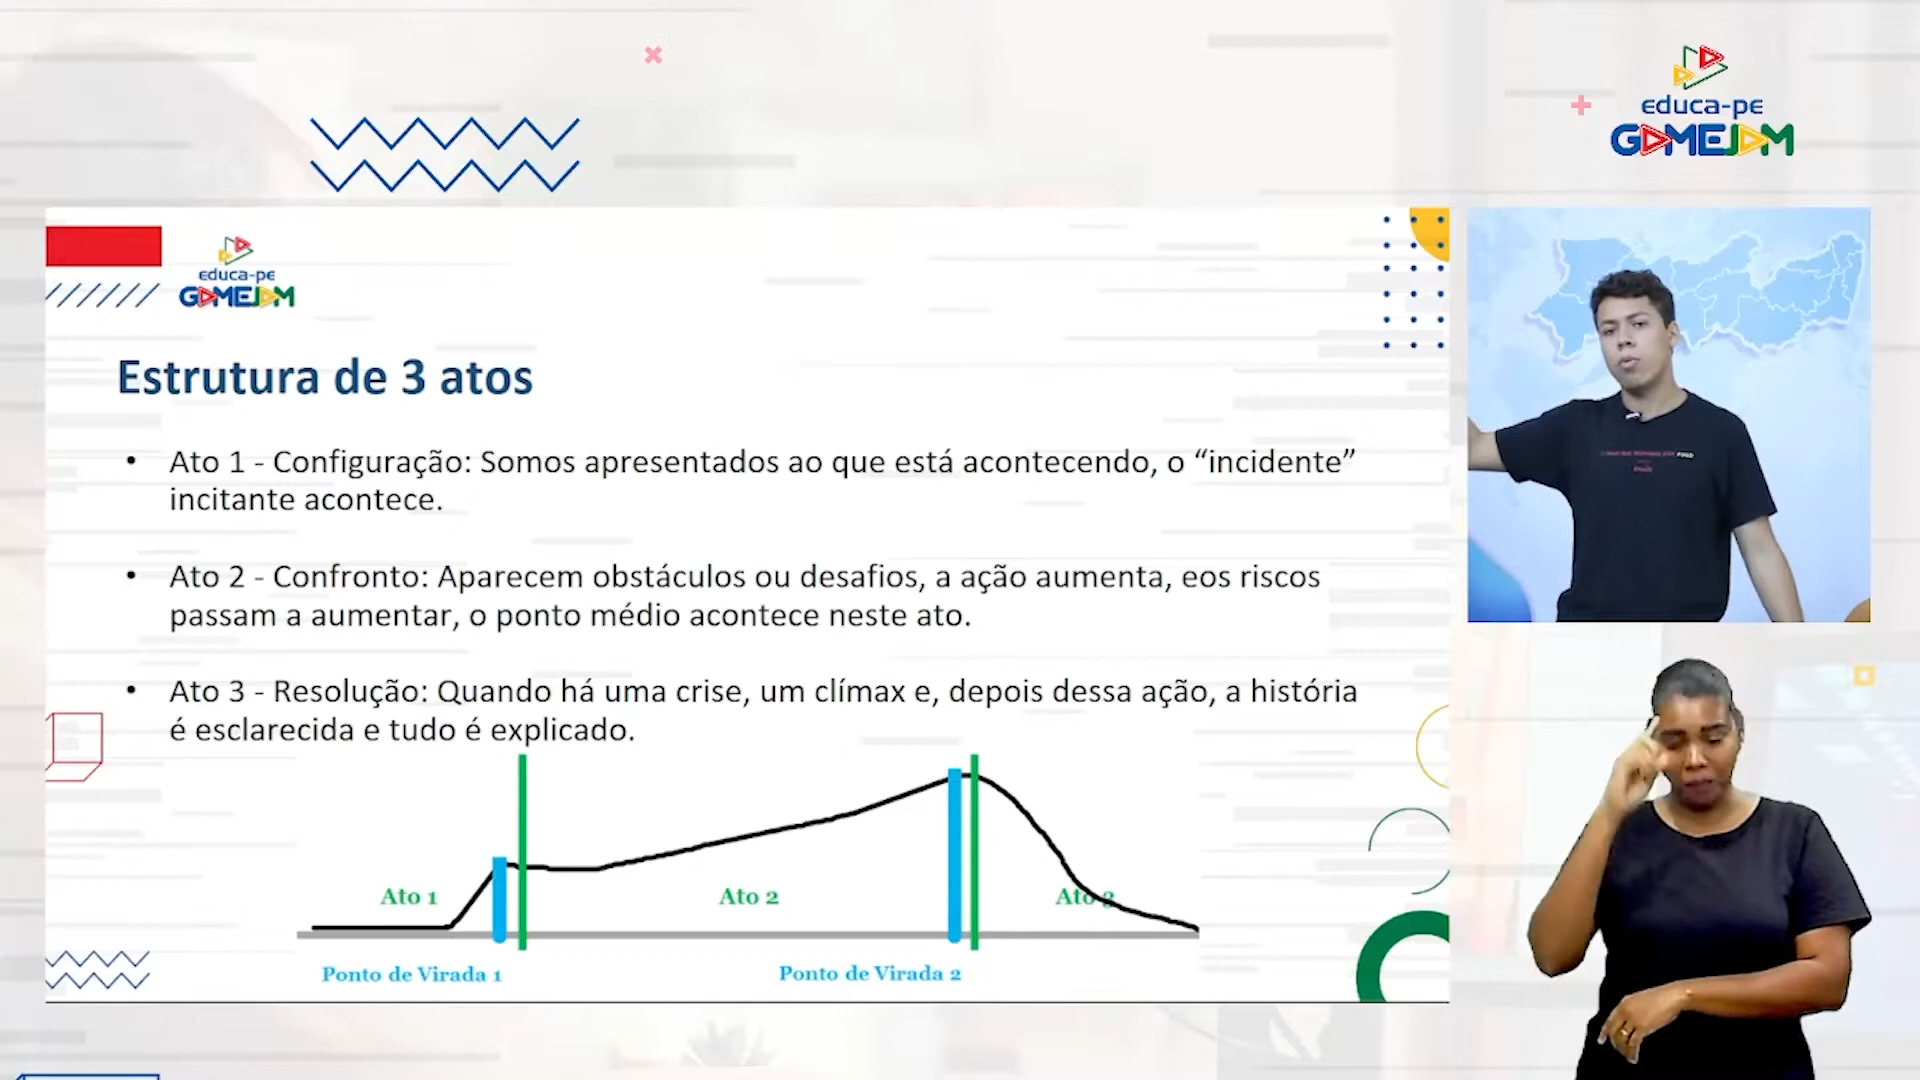 educa-pe
GAMEJAM
educa-pe
GAMEJAM
Estrutura de 3 atos
• Ato 1 - Configuração: Somos apresentados ao que está acontecendo, o “incidente”
incitante acontece.
• Ato 2 - Confronto: Aparecem obstáculos ou desafios, a ação aumenta, eos riscos
passam a aumentar, o ponto médio acontece neste ato.
• Ato 3 - Resolução: Quando há uma crise, um clímax e, depois dessa ação, a história
é esclarecida e tudo é explicado.
Ato 1
Ato 2
Ato 3
Ponto de Virada 1
Ponto de Virada 2